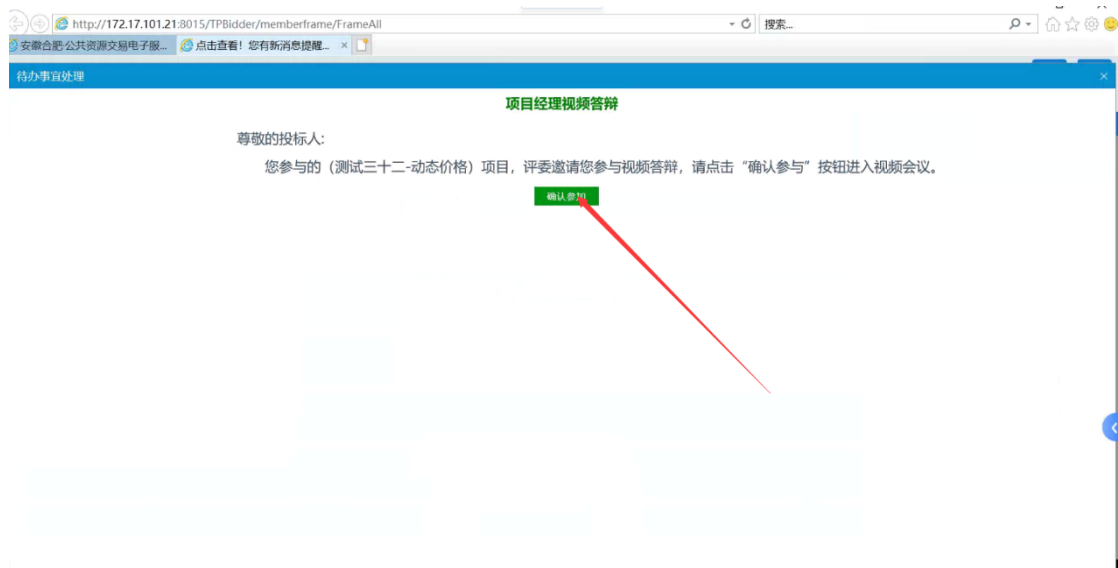 http://172.17.101.21:8015/TPBidder/memberframe/FrameAll
搜索...
安徽合肥公共资源交易电子服...
点击查看！您有新消息提醒...
待办事宜处理
项目经理视频答辩
尊敬的投标人:
您参与的（测试三十二-动态价格）项目，评委邀请您参与视频答辩，请点击“确认参与”按钮进入视频会议。
确认参加